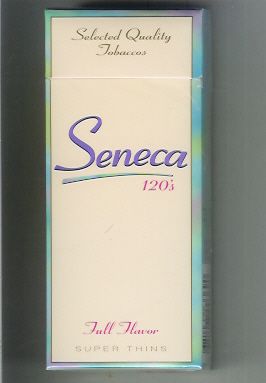 Selected Quality
Tobaccos
Seneca
120's
Full Flavor
SUPER THINS